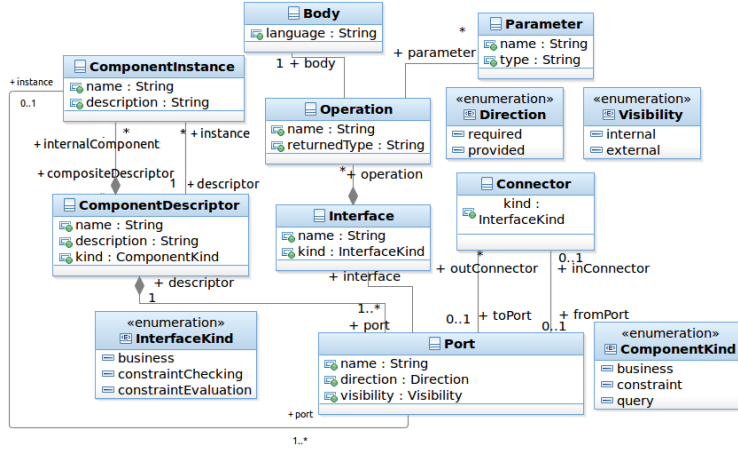 Body
language : String
1 + body
Parameter
name : String
type : String
*
+ parameter
ComponentInstance
name : String
description : String
+ instance
0..1
Operation
name : String
returnedType : String
«enumeration»
Direction
required
provided
«enumeration»
Visibility
internal
external
*
+ internalComponent
* + instance
+ compositeDescriptor
1 + descriptor
*
+ operation
ComponentDescriptor
name : String
description : String
kind : ComponentKind
Interface
name : String
kind : InterfaceKind
Connector
kind :
InterfaceKind
+ descriptor
1
+ interface
*
+ outConnector
0..1
+ inConnector
1..*
+ port
0..1
+ toPort
0..1
+ fromPort
«enumeration»
InterfaceKind
business
constraintChecking
constraintEvaluation
Port
name : String
direction : Direction
visibility : Visibility
«enumeration»
ComponentKind
business
constraint
query
+ port
1..*